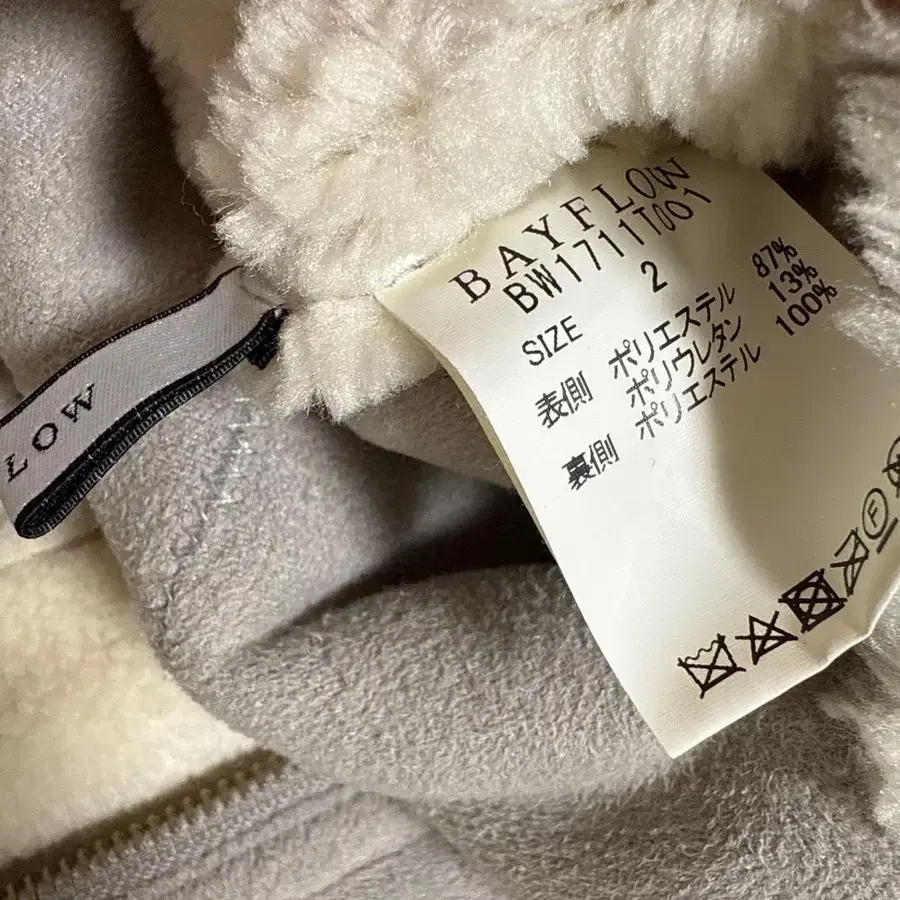 LOW
BAYFLOW
BW1711T001
SIZE 2
表側 ポリエステル 87%
ポリウレタン 13%
裏側 ポリエステル 100%
F